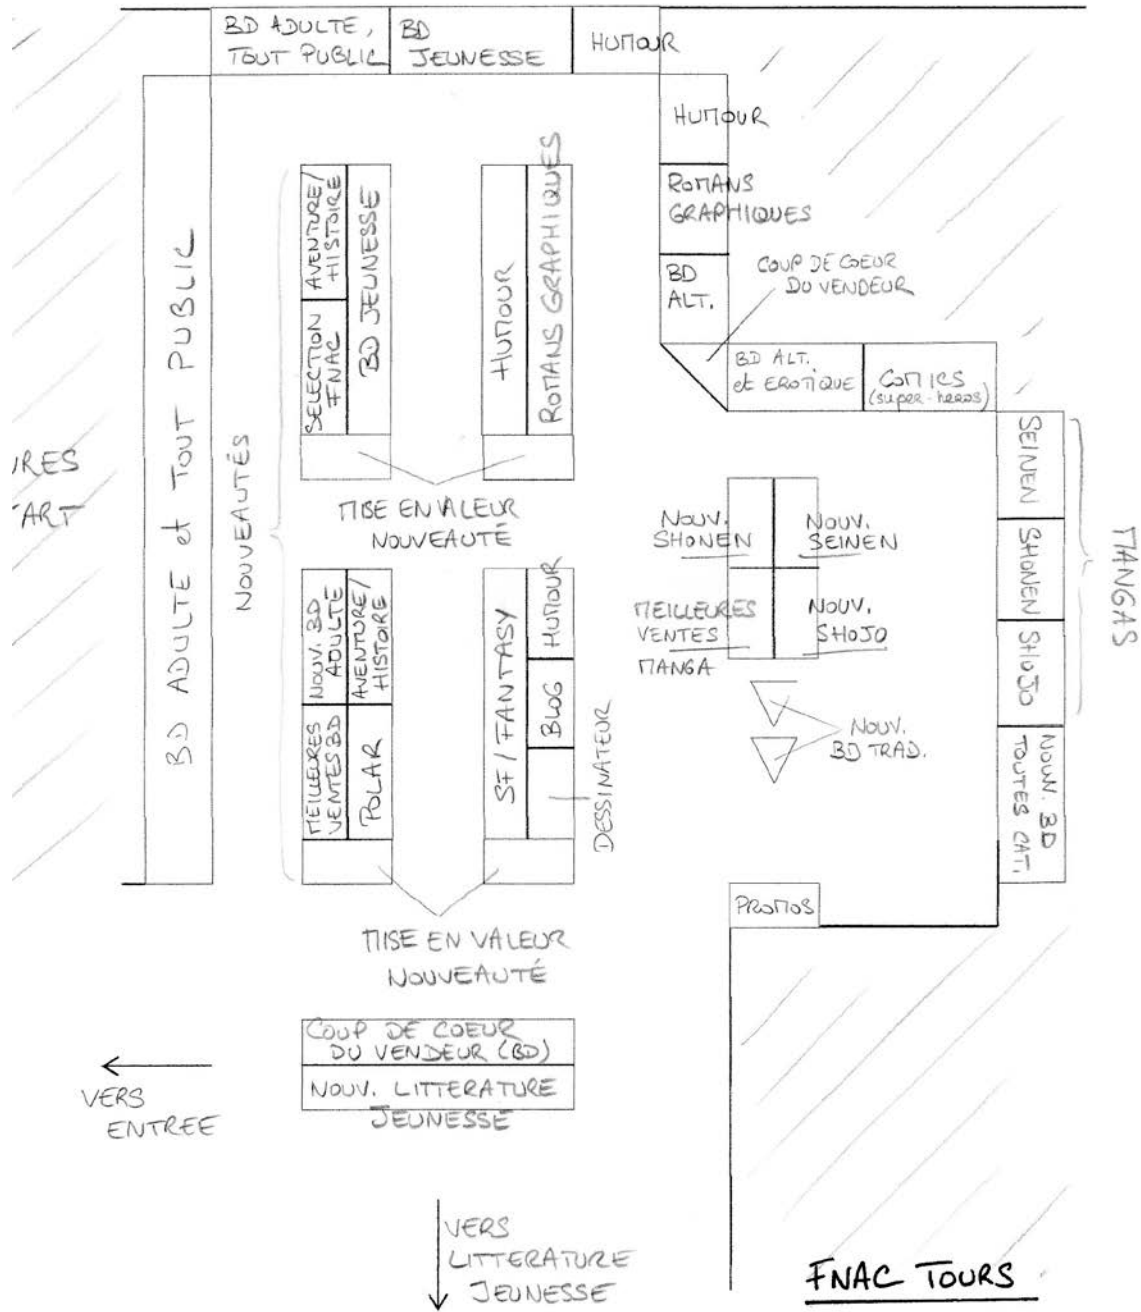 BD ADULTE,
TOUT PUBLIC
BD
JEUNESSE
HUMOUR
HUMOUR
ROMANS
GRAPHIQUES
BD
ALT.
COUP DE COEUR
DU VENDEUR
BD ALT.
et EROTIQUE
COMICS
(super-heros)
SEINEN
SHONEN
SHOJO
MANGAS
NOUV. BD
TOUTES CAT.
BD ADULTE et TOUT PUBLIC
NOUVEAUTÉS
AVENTURE/
HISTOIRE
SELECTION
FNAC
BD JEUNESSE
HUMOUR
ROMANS GRAPHIQUES
MISE EN VALEUR
NOUVEAUTÉ
NOUV.
SHONEN
NOUV.
SEINEN
MEILLEURES
VENTES
MANGA
NOUV.
SHOJO
NOUV.
BD TRAD.
NOUV. BD
ADULTE
AVENTURE/
HISTOIRE
MEILLEURES
VENTES BD
POLAR
SF / FANTASY
HUMOUR
BLOG
DESSINATEUR
PROMOS
MISE EN VALEUR
NOUVEAUTÉ
COUP DE COEUR
DU VENDEUR (BD)
NOUV. LITTERATURE
JEUNESSE
VERS
ENTREE
VERS
LITTERATURE
JEUNESSE
FNAC TOURS